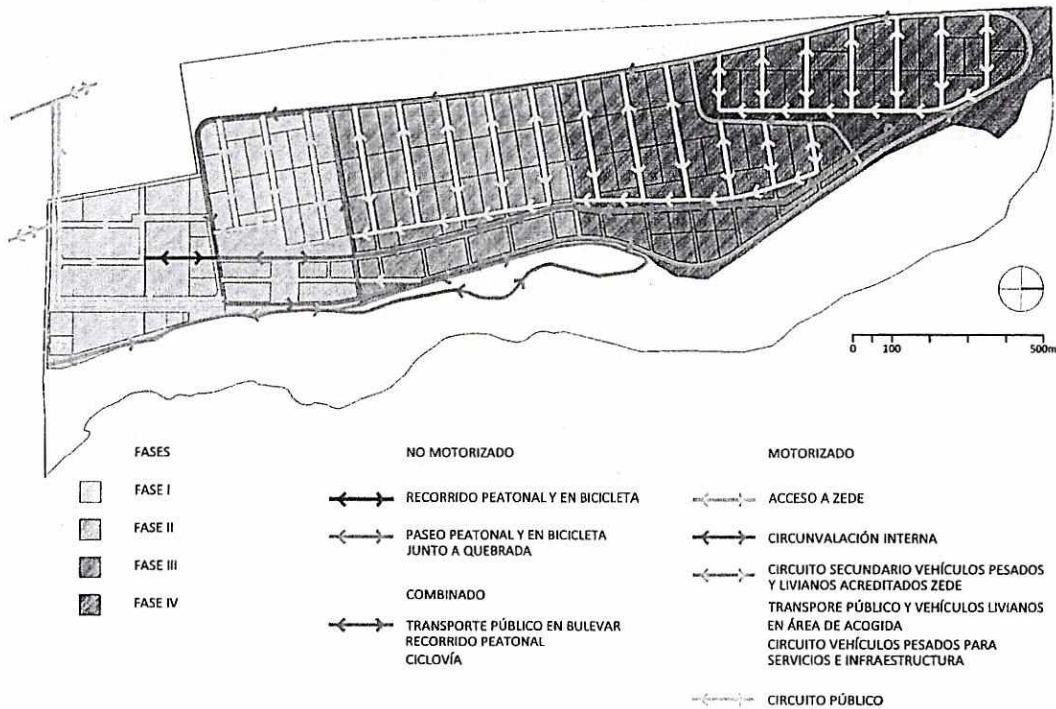 0 100 500m
FASES
FASE I
FASE II
FASE III
FASE IV
NO MOTORIZADO
RECORRIDO PEATONAL Y EN BICICLETA
PASEO PEATONAL Y EN BICICLETA
JUNTO A QUEBRADA
COMBINADO
TRANSPORTE PÚBLICO EN BULEVAR
RECORRIDO PEATONAL
CICLOVÍA
MOTORIZADO
ACCESO A ZEDE
CIRCUNVALACIÓN INTERNA
CIRCUITO SECUNDARIO VEHÍCULOS PESADOS
Y LIVIANOS ACREDITADOS ZEDE
TRANSPORE PÚBLICO Y VEHÍCULOS LIVIANOS
EN ÁREA DE ACOGIDA
CIRCUITO VEHÍCULOS PESADOS PARA
SERVICIOS E INFRAESTRUCTURA
CIRCUITO PÚBLICO